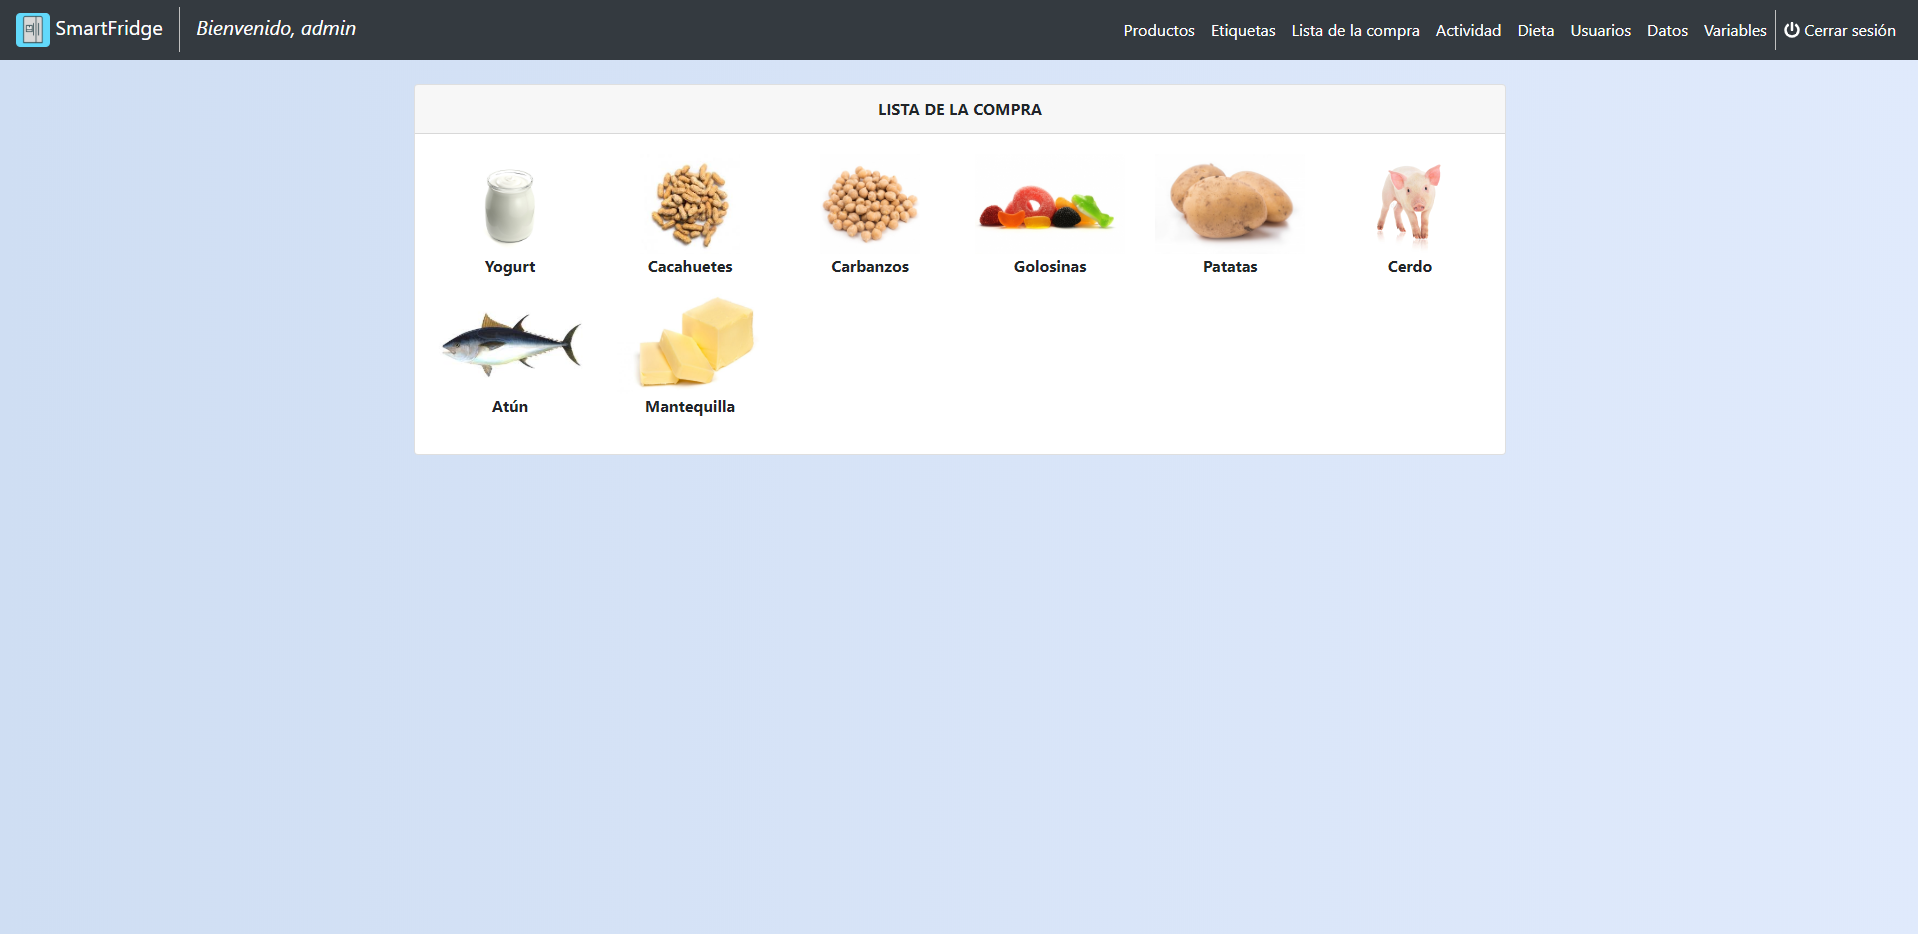 SmartFridge
Bienvenido, admin
Productos Etiquetas Lista de la compra Actividad Dieta Usuarios Datos Variables Cerrar sesión
LISTA DE LA COMPRA
Yogurt Cacahuetes Carbanzos Golosinas Patatas Cerdo
Atún Mantequilla